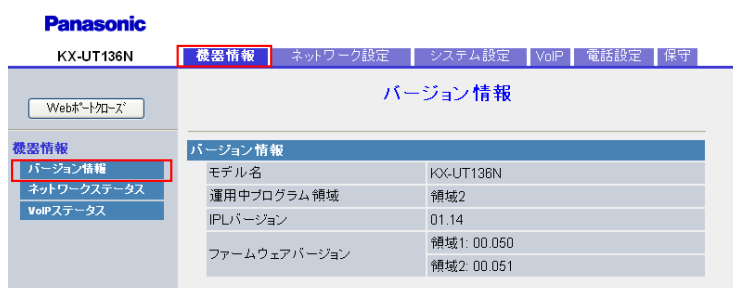 Panasonic
KX-UT136N
機器情報 ネットワーク設定 システム設定 VoIP 電話設定 保守
Webポートクローズ
バージョン情報
機器情報
バージョン情報
ネットワークステータス
VoIPステータス
バージョン情報
モデル名 KX-UT136N
運用中プログラム領域 領域2
IPLバージョン 01.14
ファームウェアバージョン 領域1: 00.050
領域2: 00.051